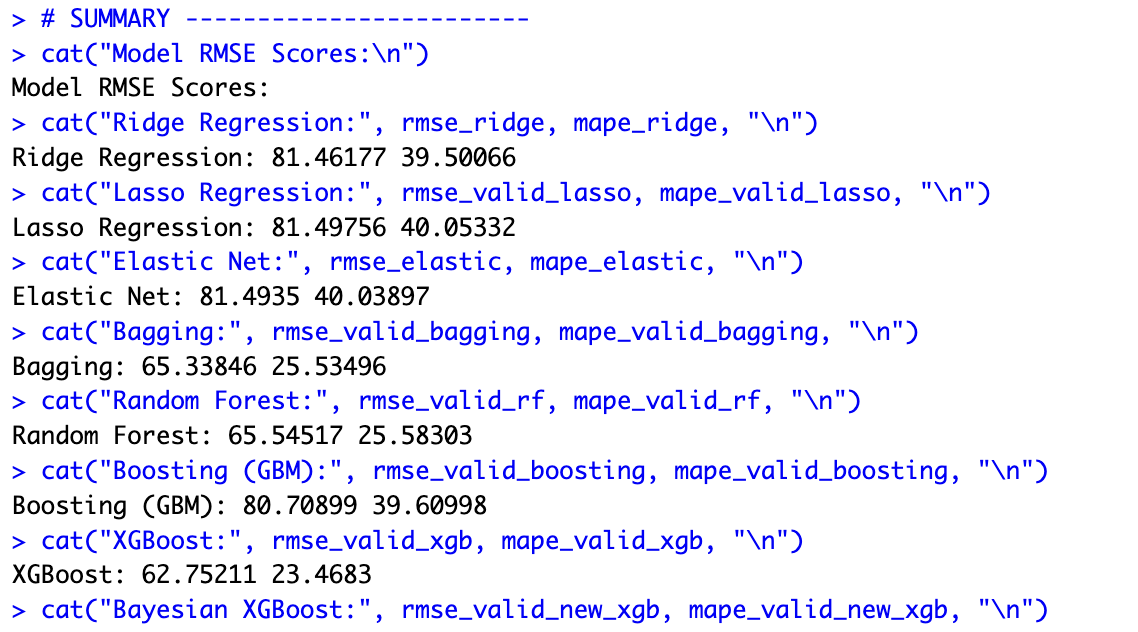 > # SUMMARY ------------------------
> cat("Model RMSE Scores:\n")
Model RMSE Scores:
> cat("Ridge Regression:", rmse_ridge, mape_ridge, "\n")
Ridge Regression: 81.46177 39.50066
> cat("Lasso Regression:", rmse_valid_lasso, mape_valid_lasso, "\n")
Lasso Regression: 81.49756 40.05332
> cat("Elastic Net:", rmse_elastic, mape_elastic, "\n")
Elastic Net: 81.4935 40.03897
> cat("Bagging:", rmse_valid_bagging, mape_valid_bagging, "\n")
Bagging: 65.33846 25.53496
> cat("Random Forest:", rmse_valid_rf, mape_valid_rf, "\n")
Random Forest: 65.54517 25.58303
> cat("Boosting (GBM):", rmse_valid_boosting, mape_valid_boosting, "\n")
Boosting (GBM): 80.70899 39.60998
> cat("XGBoost:", rmse_valid_xgb, mape_valid_xgb, "\n")
XGBoost: 62.75211 23.4683
> cat("Bayesian XGBoost:", rmse_valid_new_xgb, mape_valid_new_xgb, "\n")